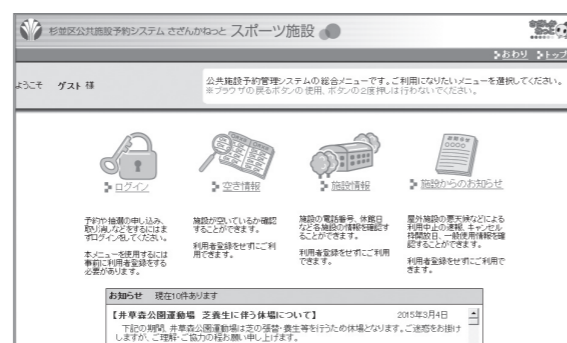 杉並区公共施設予約システム さざんかねっと スポーツ施設
おわり トップ
ようこそ ゲスト 様
公共施設予約管理システムの総合メニューです。ご利用になりたいメニューを選択してください。
※ブラウザの戻るボタンの使用、ボタンの2度押しは行わないでください。
ログイン
予約や抽選の申し込み、
取り消しなどをするにはま
ずログインをしてください。
本メニューを使用するには
事前に利用者登録をする
必要があります。
空き情報
施設が空いているか確認
することができます。
利用者登録をせずにご利
用できます。
施設情報
施設の電話番号、休館日
など各施設の情報を確認す
ることができます。
利用者登録をせずにご利用
できます。
施設からのお知らせ
屋外施設の悪天候などによる
利用中止の速報、キャンセル
枠開放日、一般使用情報を確
認することができます。
利用者登録をせずにご利用で
きます。
お知らせ 現在10件あります
【井草森公園運動場 芝養生に伴う休場について】 2015年3月4日
下記の期間、井草森公園運動場は芝の張替・養生等を行うため休場となります。ご迷惑をお掛け
しますが、ご理解・ご協力の程お願い申し上げます。